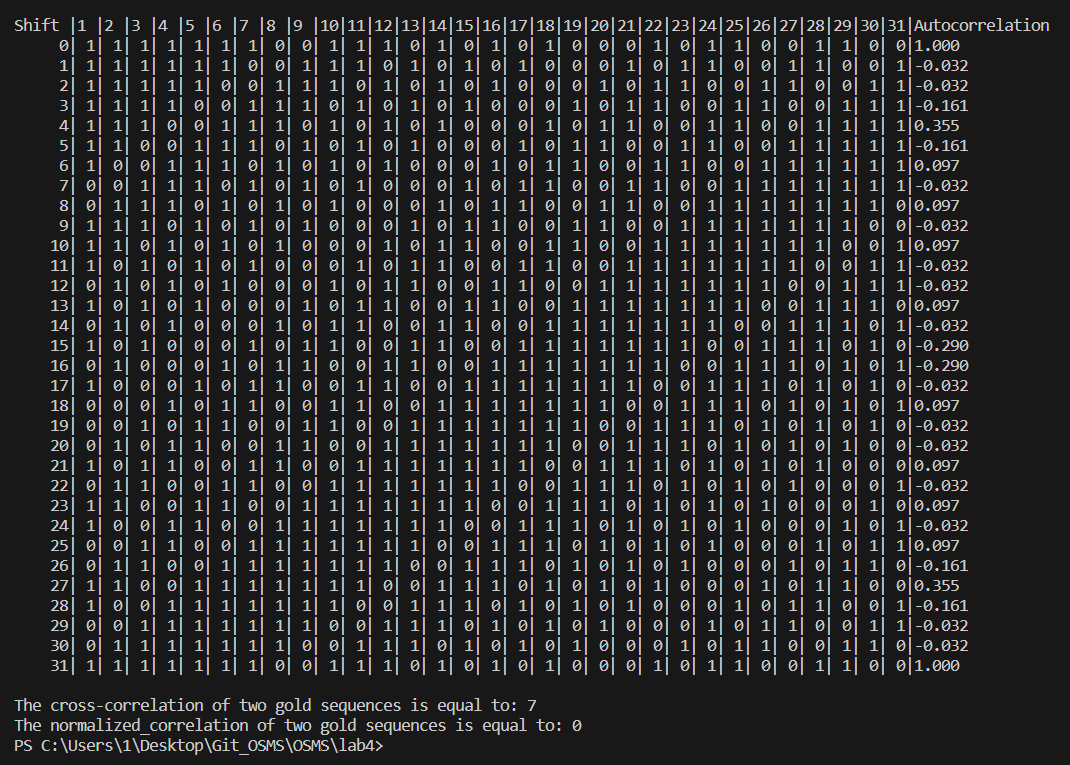 Shift |1 |2 |3 |4 |5 |6 |7 |8 |9 |10|11|12|13|14|15|16|17|18|19|20|21|22|23|24|25|26|27|28|29|30|31|Autocorrelation
0| 1| 1| 1| 1| 1| 1| 1| 0| 0| 1| 1| 1| 0| 1| 0| 1| 0| 1| 0| 0| 0| 1| 0| 1| 1| 0| 0| 1| 1| 0| 0|1.000
1| 1| 1| 1| 1| 1| 1| 0| 0| 1| 1| 1| 0| 1| 0| 1| 0| 1| 0| 0| 0| 1| 0| 1| 1| 0| 0| 1| 1| 0| 0| 1|-0.032
2| 1| 1| 1| 1| 1| 0| 0| 1| 1| 1| 0| 1| 0| 1| 0| 1| 0| 0| 0| 1| 0| 1| 1| 0| 0| 1| 1| 0| 0| 1| 1|-0.032
3| 1| 1| 1| 1| 0| 0| 1| 1| 1| 0| 1| 0| 1| 0| 1| 0| 0| 0| 1| 0| 1| 1| 0| 0| 1| 1| 0| 0| 1| 1| 1|-0.161
4| 1| 1| 1| 0| 0| 1| 1| 1| 0| 1| 0| 1| 0| 1| 0| 0| 0| 1| 0| 1| 1| 0| 0| 1| 1| 0| 0| 1| 1| 1| 1|0.355
5| 1| 1| 0| 0| 1| 1| 1| 0| 1| 0| 1| 0| 1| 0| 0| 0| 1| 0| 1| 1| 0| 0| 1| 1| 0| 0| 1| 1| 1| 1| 1|-0.161
6| 1| 0| 0| 1| 1| 1| 0| 1| 0| 1| 0| 1| 0| 0| 0| 1| 0| 1| 1| 0| 0| 1| 1| 0| 0| 1| 1| 1| 1| 1| 1|0.097
7| 0| 0| 1| 1| 1| 0| 1| 0| 1| 0| 1| 0| 0| 0| 1| 0| 1| 1| 0| 0| 1| 1| 0| 0| 1| 1| 1| 1| 1| 1| 1|-0.032
8| 0| 1| 1| 1| 0| 1| 0| 1| 0| 1| 0| 0| 0| 1| 0| 1| 1| 0| 0| 1| 1| 0| 0| 1| 1| 1| 1| 1| 1| 1| 0|0.097
9| 1| 1| 1| 0| 1| 0| 1| 0| 1| 0| 0| 0| 1| 0| 1| 1| 0| 0| 1| 1| 0| 0| 1| 1| 1| 1| 1| 1| 1| 0| 0|-0.032
10| 1| 1| 0| 1| 0| 1| 0| 1| 0| 0| 0| 1| 0| 1| 1| 0| 0| 1| 1| 0| 0| 1| 1| 1| 1| 1| 1| 1| 0| 0| 1|0.097
11| 1| 0| 1| 0| 1| 0| 1| 0| 0| 0| 1| 0| 1| 1| 0| 0| 1| 1| 0| 0| 1| 1| 1| 1| 1| 1| 1| 0| 0| 1| 1|-0.032
12| 0| 1| 0| 1| 0| 1| 0| 0| 0| 1| 0| 1| 1| 0| 0| 1| 1| 0| 0| 1| 1| 1| 1| 1| 1| 1| 0| 0| 1| 1| 1|-0.032
13| 1| 0| 1| 0| 1| 0| 0| 0| 1| 0| 1| 1| 0| 0| 1| 1| 0| 0| 1| 1| 1| 1| 1| 1| 1| 0| 0| 1| 1| 1| 0|0.097
14| 0| 1| 0| 1| 0| 0| 0| 1| 0| 1| 1| 0| 0| 1| 1| 0| 0| 1| 1| 1| 1| 1| 1| 1| 0| 0| 1| 1| 1| 0| 1|-0.032
15| 1| 0| 1| 0| 0| 0| 1| 0| 1| 1| 0| 0| 1| 1| 0| 0| 1| 1| 1| 1| 1| 1| 1| 0| 0| 1| 1| 1| 0| 1| 0|-0.290
16| 0| 1| 0| 0| 0| 1| 0| 1| 1| 0| 0| 1| 1| 0| 0| 1| 1| 1| 1| 1| 1| 1| 0| 0| 1| 1| 1| 0| 1| 0| 1|-0.290
17| 1| 0| 0| 0| 1| 0| 1| 1| 0| 0| 1| 1| 0| 0| 1| 1| 1| 1| 1| 1| 1| 0| 0| 1| 1| 1| 0| 1| 0| 1| 0|-0.032
18| 0| 0| 0| 1| 0| 1| 1| 0| 0| 1| 1| 0| 0| 1| 1| 1| 1| 1| 1| 1| 0| 0| 1| 1| 1| 0| 1| 0| 1| 0| 1|0.097
19| 0| 0| 1| 0| 1| 1| 0| 0| 1| 1| 0| 0| 1| 1| 1| 1| 1| 1| 1| 0| 0| 1| 1| 1| 0| 1| 0| 1| 0| 1| 0|-0.032
20| 0| 1| 0| 1| 1| 0| 0| 1| 1| 0| 0| 1| 1| 1| 1| 1| 1| 1| 0| 0| 1| 1| 1| 0| 1| 0| 1| 0| 1| 0| 0|-0.032
21| 1| 0| 1| 1| 0| 0| 1| 1| 0| 0| 1| 1| 1| 1| 1| 1| 1| 0| 0| 1| 1| 1| 0| 1| 0| 1| 0| 1| 0| 0| 0|0.097
22| 0| 1| 1| 0| 0| 1| 1| 0| 0| 1| 1| 1| 1| 1| 1| 1| 0| 0| 1| 1| 1| 0| 1| 0| 1| 0| 1| 0| 0| 0| 1|-0.032
23| 1| 1| 0| 0| 1| 1| 0| 0| 1| 1| 1| 1| 1| 1| 1| 0| 0| 1| 1| 1| 0| 1| 0| 1| 0| 1| 0| 0| 0| 1| 0|0.097
24| 1| 0| 0| 1| 1| 0| 0| 1| 1| 1| 1| 1| 1| 1| 0| 0| 1| 1| 1| 0| 1| 0| 1| 0| 1| 0| 0| 0| 1| 0| 1|-0.032
25| 0| 0| 1| 1| 0| 0| 1| 1| 1| 1| 1| 1| 1| 0| 0| 1| 1| 1| 0| 1| 0| 1| 0| 1| 0| 0| 0| 1| 0| 1| 1|0.097
26| 0| 1| 1| 0| 0| 1| 1| 1| 1| 1| 1| 1| 0| 0| 1| 1| 1| 0| 1| 0| 1| 0| 1| 0| 0| 0| 1| 0| 1| 1| 0|-0.161
27| 1| 1| 0| 0| 1| 1| 1| 1| 1| 1| 1| 0| 0| 1| 1| 1| 0| 1| 0| 1| 0| 1| 0| 0| 0| 1| 0| 1| 1| 0| 0|0.355
28| 1| 0| 0| 1| 1| 1| 1| 1| 1| 1| 0| 0| 1| 1| 1| 0| 1| 0| 1| 0| 1| 0| 0| 0| 1| 0| 1| 1| 0| 0| 1|-0.161
29| 0| 0| 1| 1| 1| 1| 1| 1| 1| 0| 0| 1| 1| 1| 0| 1| 0| 1| 0| 1| 0| 0| 0| 1| 0| 1| 1| 0| 0| 1| 1|-0.032
30| 0| 1| 1| 1| 1| 1| 1| 1| 0| 0| 1| 1| 1| 0| 1| 0| 1| 0| 1| 0| 0| 0| 1| 0| 1| 1| 0| 0| 1| 1| 0|-0.032
31| 1| 1| 1| 1| 1| 1| 1| 0| 0| 1| 1| 1| 0| 1| 0| 1| 0| 1| 0| 0| 0| 1| 0| 1| 1| 0| 0| 1| 1| 0| 0|1.000
The cross-correlation of two gold sequences is equal to: 7
The normalized_correlation of two gold sequences is equal to: 0
PS C:\Users\1\Desktop\Git_OSMS\OSMS\lab4>